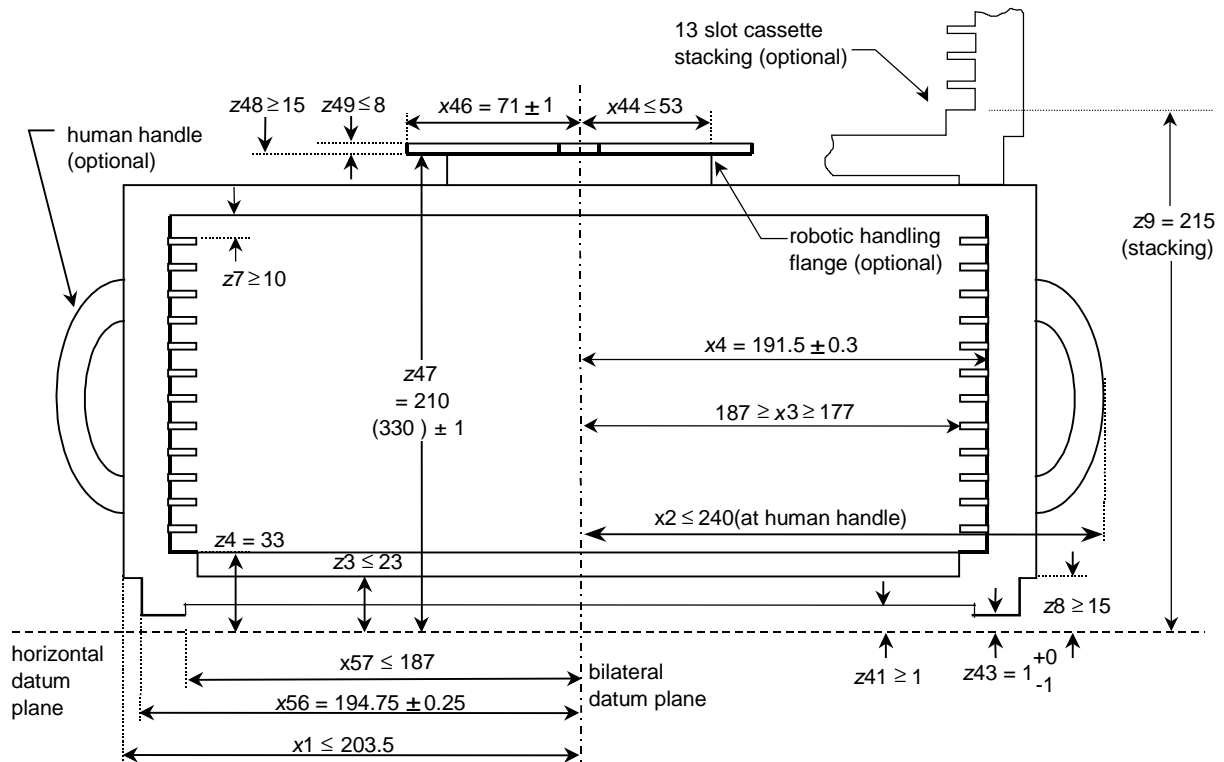 13 slot cassette
stacking (optional)
z48 ≥ 15
z49 ≤ 8
x46 = 71 ± 1
x44 ≤ 53
human handle
(optional)
z9 = 215
(stacking)
robotic handling
flange (optional)
z7 ≥ 10
x4 = 191.5 ± 0.3
z47
= 210
(330 ) ± 1
187 ≥ x3 ≥ 177
x2 ≤ 240(at human handle)
z4 = 33
z3 ≤ 23
z8 ≥ 15
horizontal
datum
plane
x57 ≤ 187
bilateral
datum plane
z41 ≥ 1
z43 = 1 +0 -1
x56 = 194.75 ± 0.25
x1 ≤ 203.5